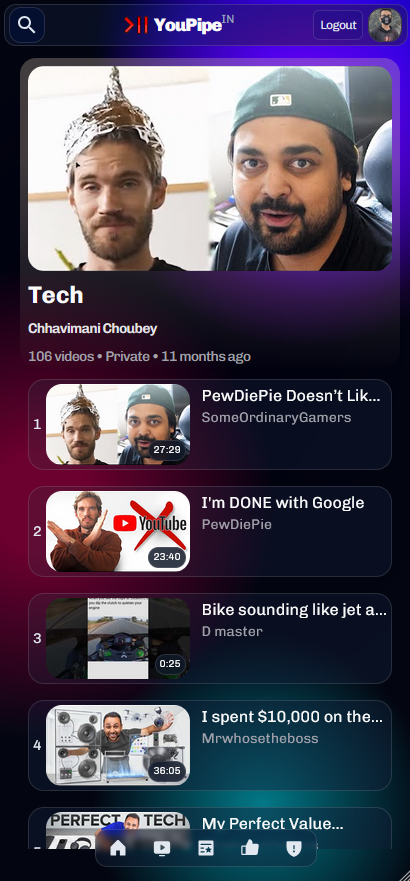 YouPipe IN
Logout
Tech
Chhavimani Choubey
106 videos • Private • 11 months ago
1
27:29
PewDiePie Doesn't Lik...
SomeOrdinaryGamers
2
YouTube
23:40
I'm DONE with Google
PewDiePie
3
0:25
Bike sounding like jet a...
D master
4
36:05
I spent $10,000 on the...
Mrwhosetheboss
PERFECT TECH
My Perfect Value...